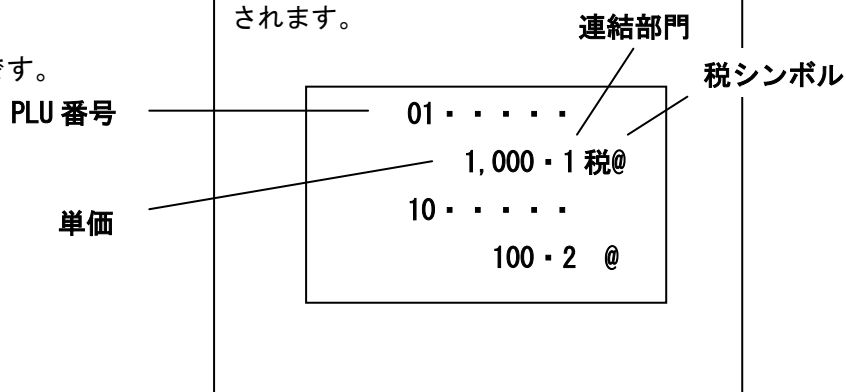 されます。
連結部門
です。
税シンボル
PLU 番号
01・・・・・
1,000・1 税@
単価
10・・・・・
100・2 @